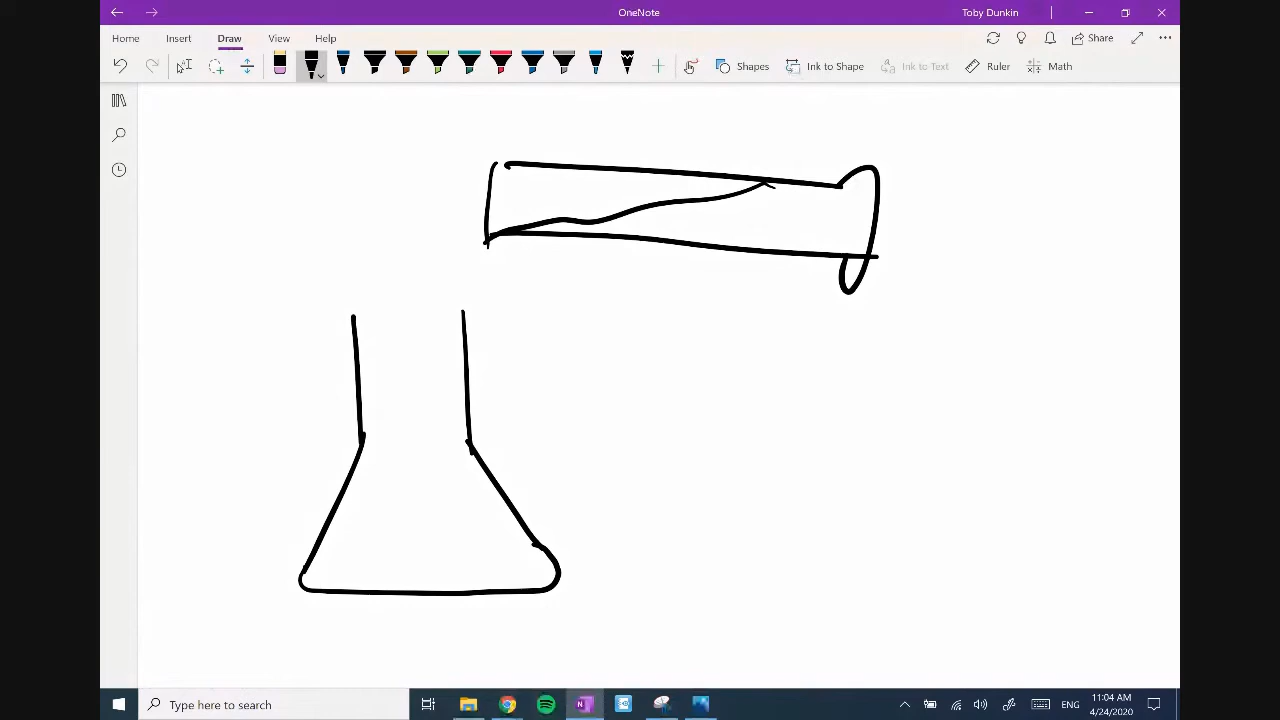 OneNote
Toby Dunkin
Home Insert Draw View Help Share
Shapes Ink to Shape Ink to Text Ruler Math
Type here to search
ENG
11:04 AM
4/24/2020